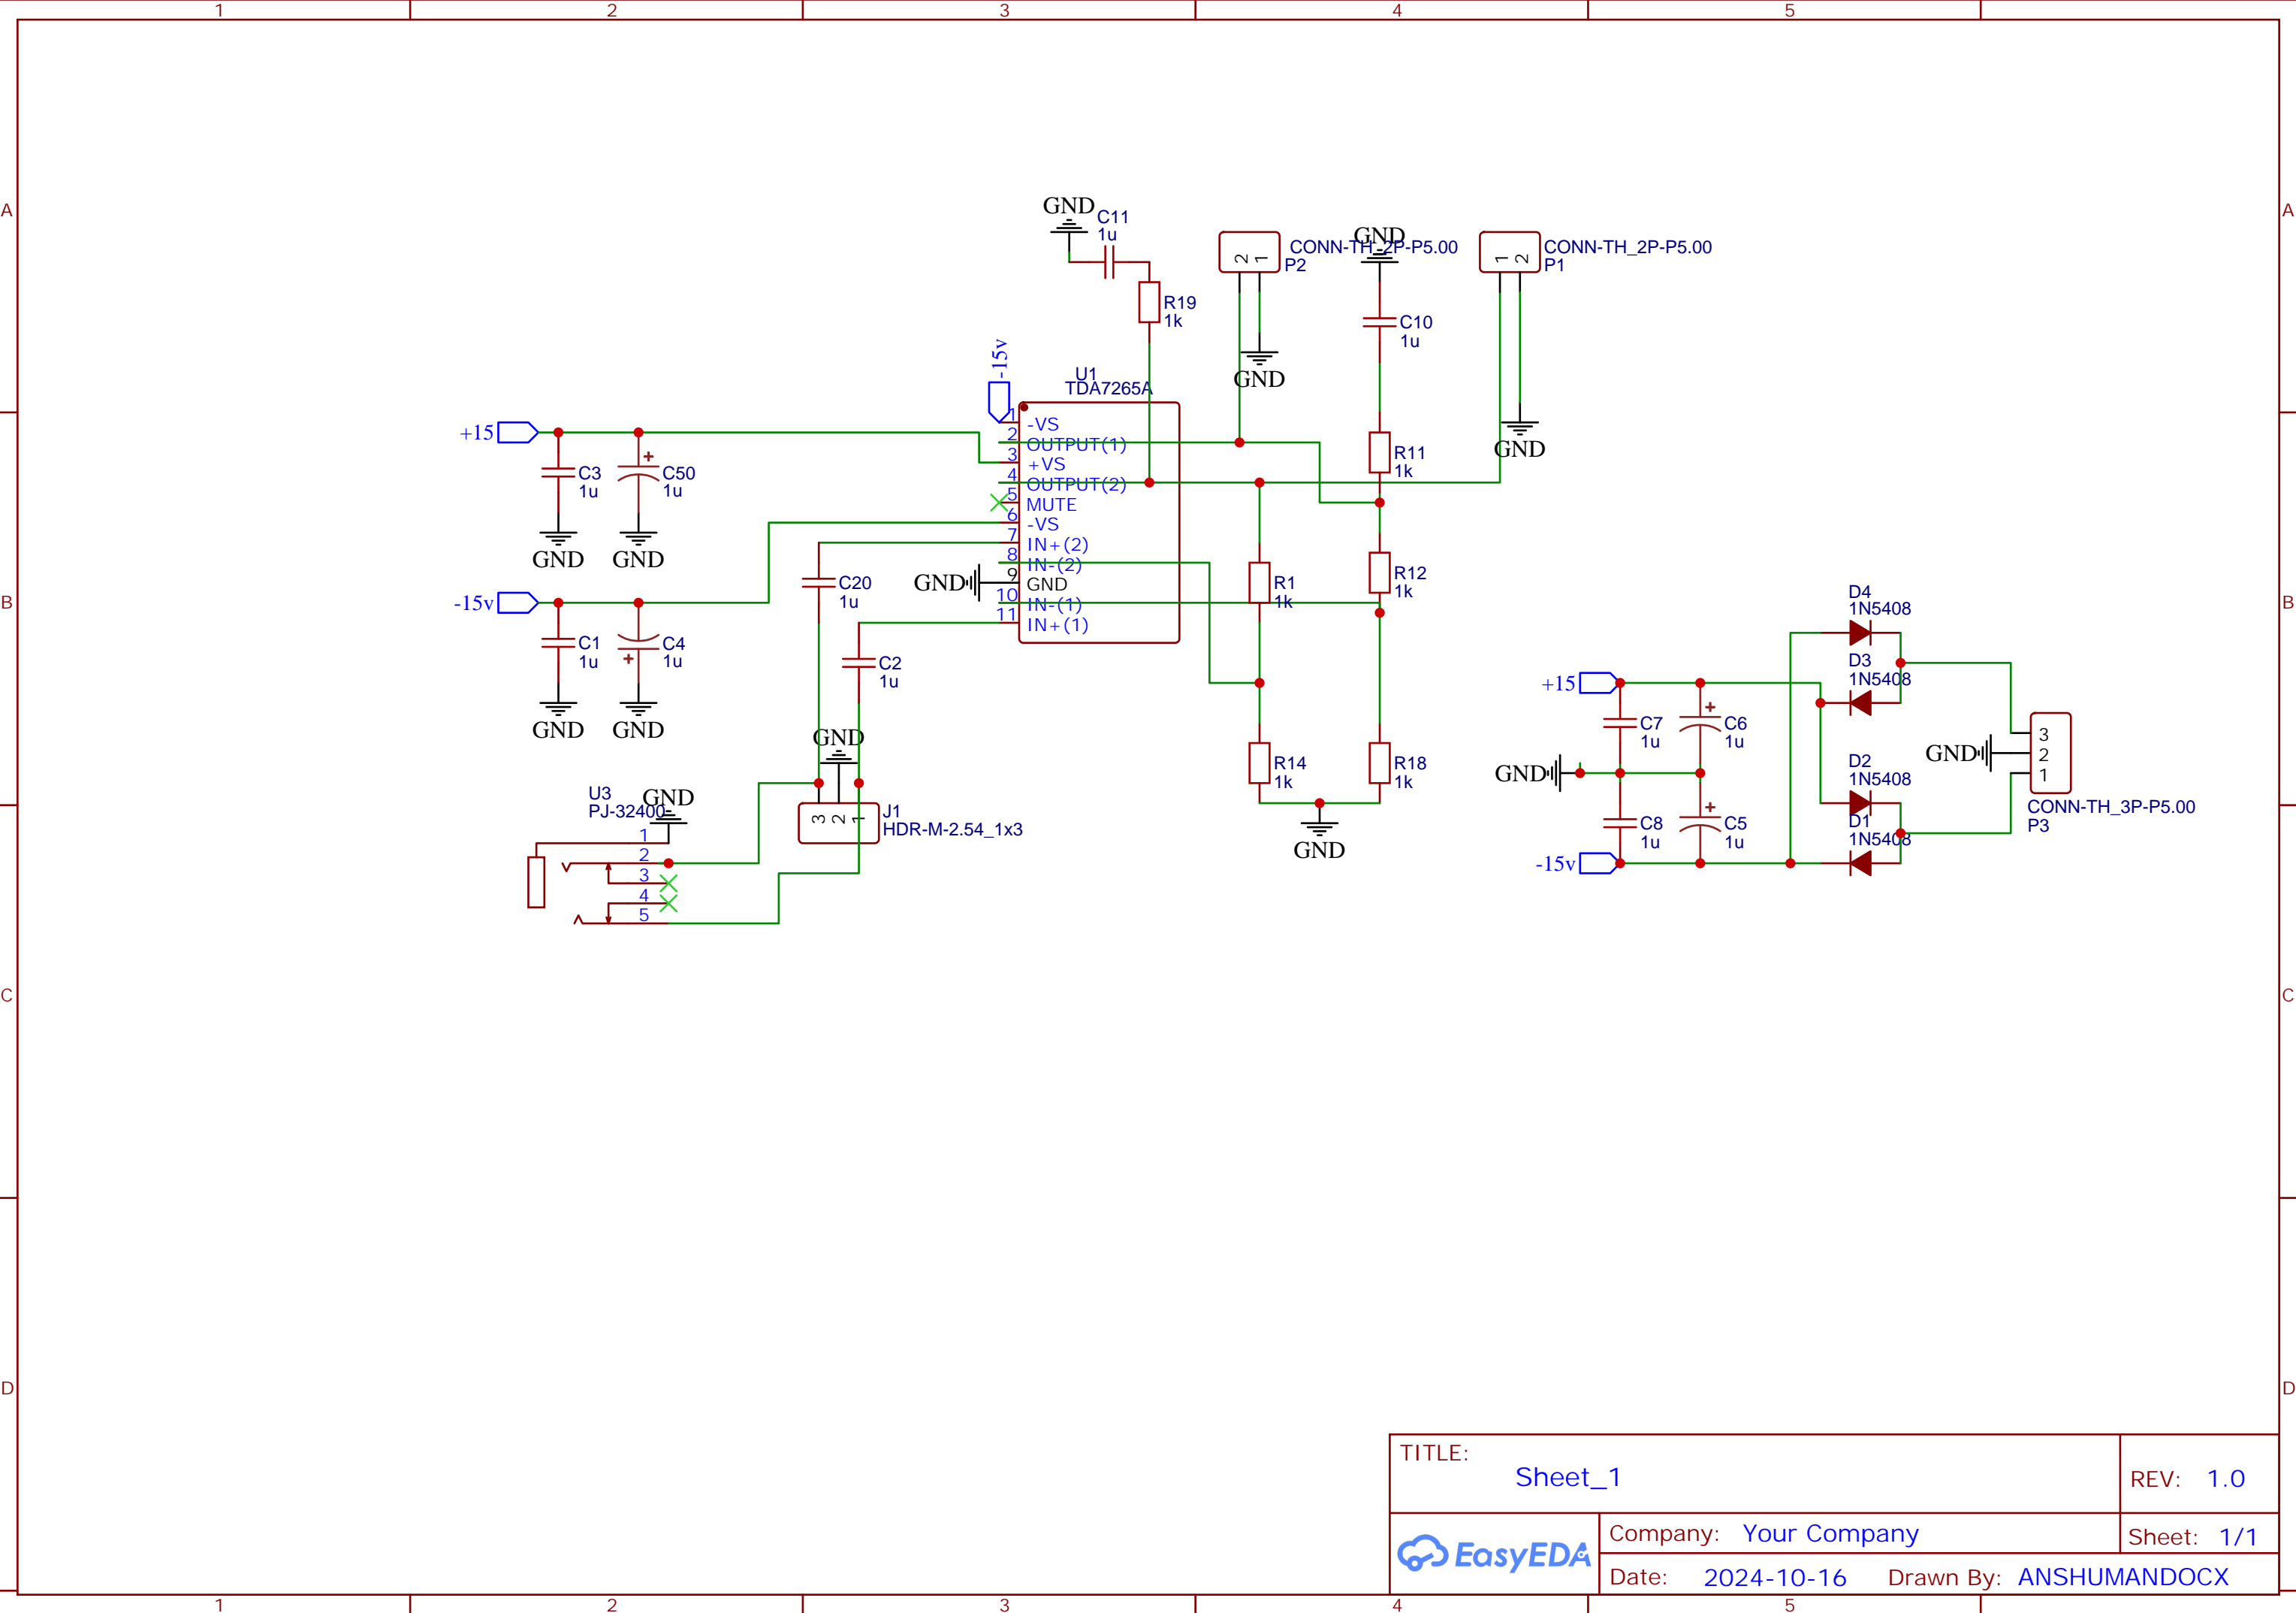 1 2 3 4 5
A A
GND
C11
1u
R19
1k
2 1
CONN-TH_2P-P5.00
P2
GND
GND
C10
1u
1 2
CONN-TH_2P-P5.00
P1
GND
R11
1k
-15v
U1
TDA7265A
1 -VS
2 OUTPUT(1)
3 +VS
4 OUTPUT(2)
5 MUTE
6 -VS
7 IN+(2)
8 IN-(2)
9 GND
10 IN-(1)
11 IN+(1)
GND
+15
C3
1u
+
C50
1u
GND GND
B B
-15v
C1
1u
+
C4
1u
GND GND
C20
1u
C2
1u
R1
1k
R12
1k
R14
1k
R18
1k
GND
GND
3 2 1
J1
HDR-M-2.54_1x3
U3
PJ-32400
GND
1
2
3
4
5
D4
1N5408
D3
1N5408
D2
1N5408
D1
1N5408
+15
C7
1u
+
C6
1u
GND
C8
1u
+
C5
1u
-15v
GND
3
2
1
CONN-TH_3P-P5.00
P3
C C
D D
TITLE:
Sheet_1
REV: 1.0
EasyEDA
Company: Your Company
Sheet: 1/1
Date: 2024-10-16 Drawn By: ANSHUMANDOCX
1 2 3 4 5